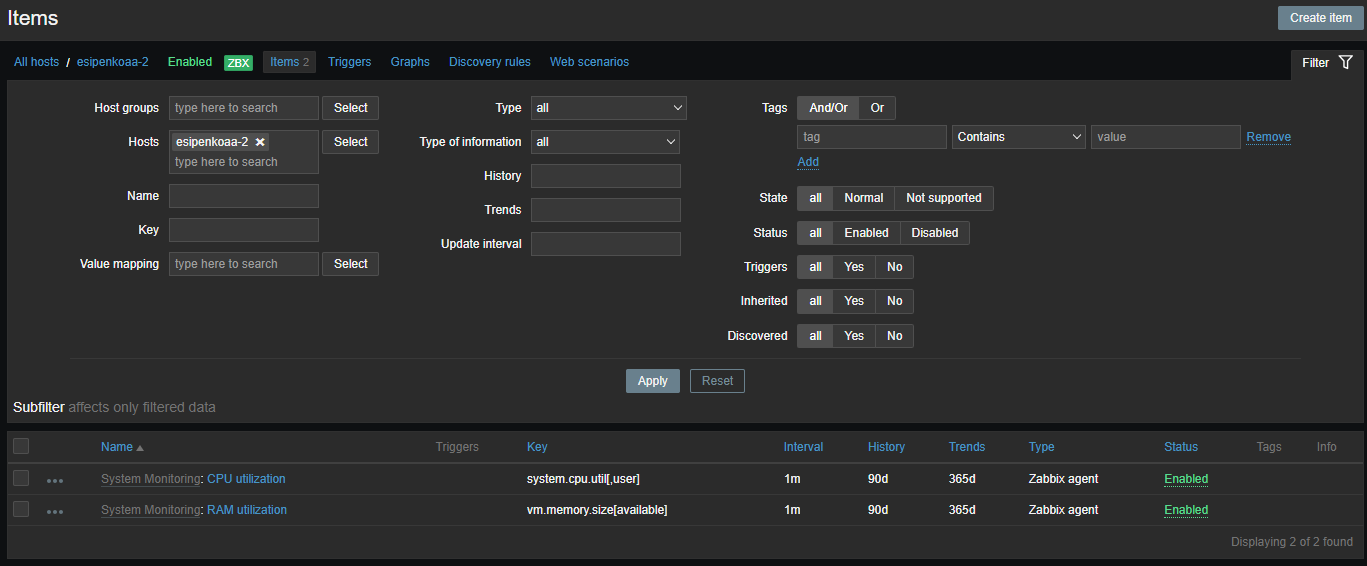 Items
Create item
All hosts / esipenkoaa-2 Enabled ZBX Items 2 Triggers Graphs Discovery rules Web scenarios
Filter
Host groups type here to search Select
Hosts esipenkoaa-2 Select
type here to search
Name
Key
Value mapping type here to search Select
Type all
Type of information all
History
Trends
Update interval
Tags And/Or Or
tag Contains value Remove
Add
State all Normal Not supported
Status all Enabled Disabled
Triggers all Yes No
Inherited all Yes No
Discovered all Yes No
Apply Reset
Subfilter affects only filtered data
Name Triggers Key Interval History Trends Type Status Tags Info
System Monitoring: CPU utilization system.cpu.util[,user] 1m 90d 365d Zabbix agent Enabled
System Monitoring: RAM utilization vm.memory.size[available] 1m 90d 365d Zabbix agent Enabled
Displaying 2 of 2 found